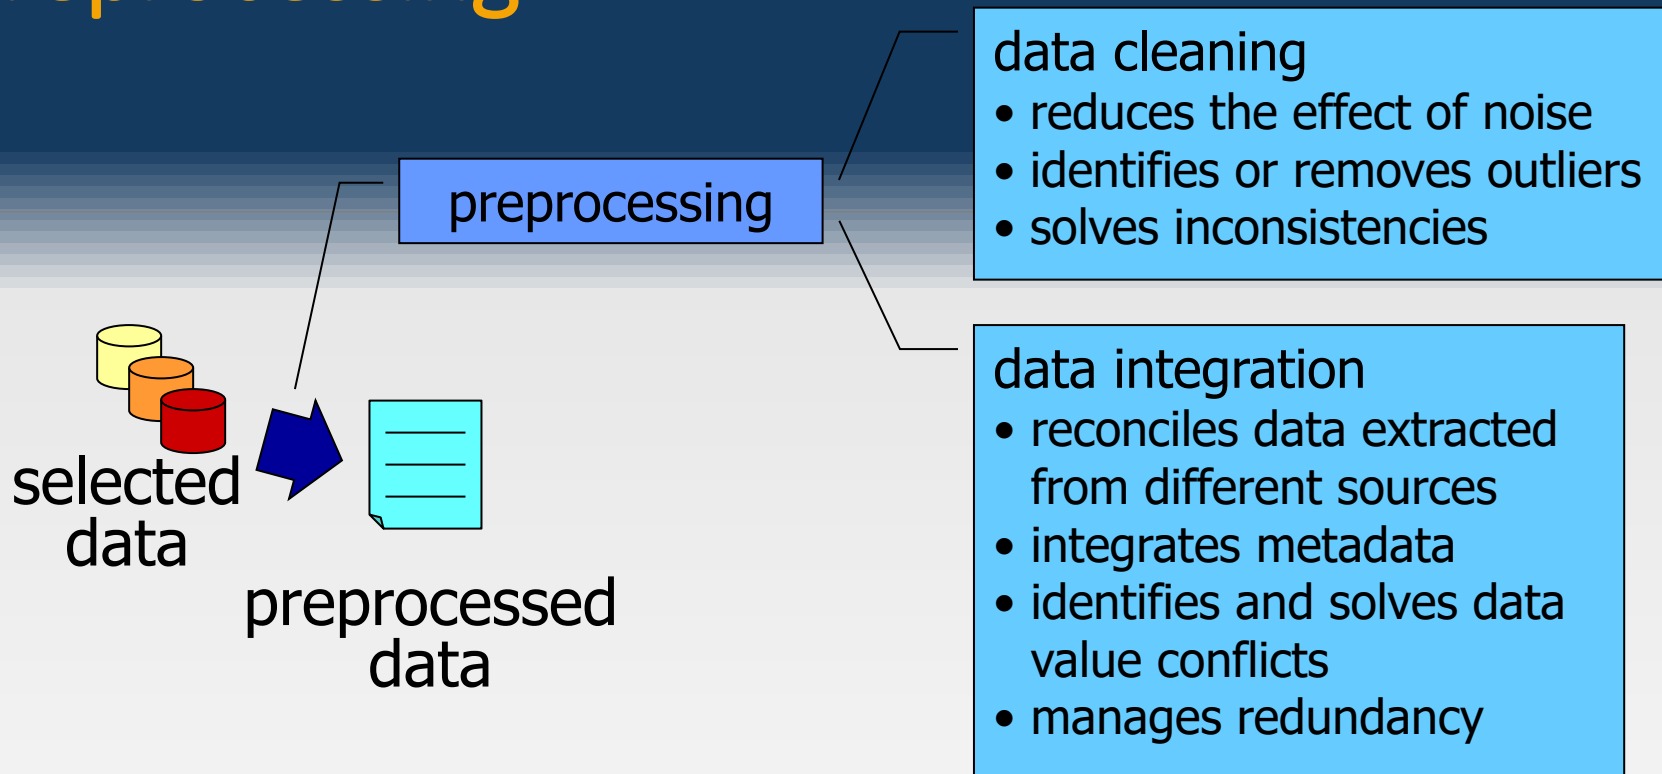 preprocessing
data cleaning
• reduces the effect of noise
• identifies or removes outliers
• solves inconsistencies
selected
data
preprocessed
data
data integration
• reconciles data extracted
from different sources
• integrates metadata
• identifies and solves data
value conflicts
• manages redundancy